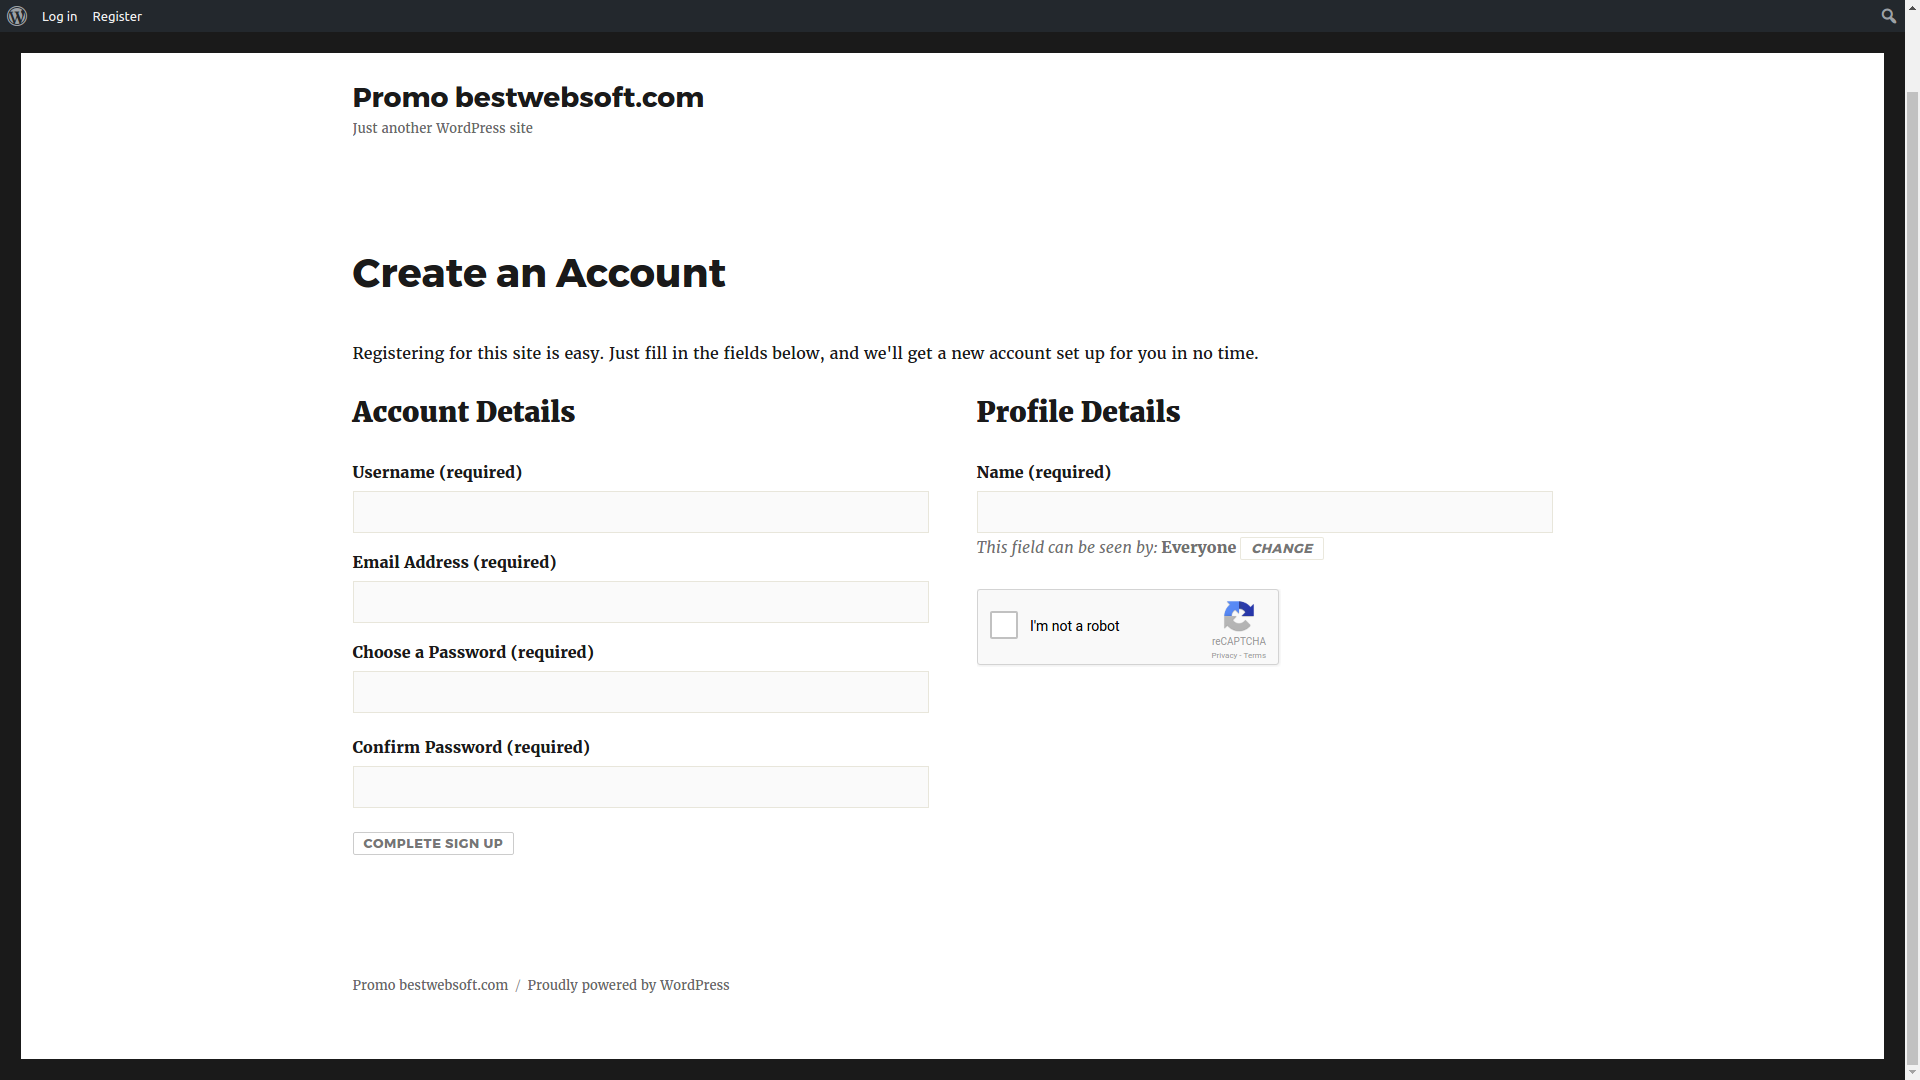 Log in Register
Promo bestwebsoft.com
Just another WordPress site
Create an Account
Registering for this site is easy. Just fill in the fields below, and we'll get a new account set up for you in no time.
Account Details
Username (required)
Email Address (required)
Choose a Password (required)
Confirm Password (required)
COMPLETE SIGN UP
Profile Details
Name (required)
This field can be seen by: Everyone CHANGE
I'm not a robot
reCAPTCHA
Privacy - Terms
Promo bestwebsoft.com / Proudly powered by WordPress